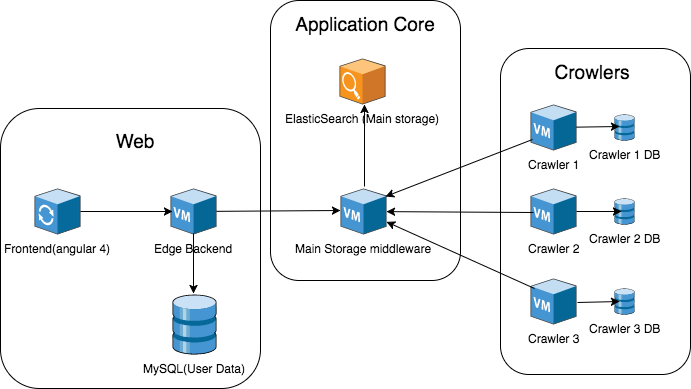 Application Core
ElasticSearch (Main storage)
VM
Main Storage middleware
Web
Frontend(angular 4)
VM
Edge Backend
MySQL(User Data)
Crowlers
VM
Crawler 1
Crawler 1 DB
VM
Crawler 2
Crawler 2 DB
VM
Crawler 3
Crawler 3 DB